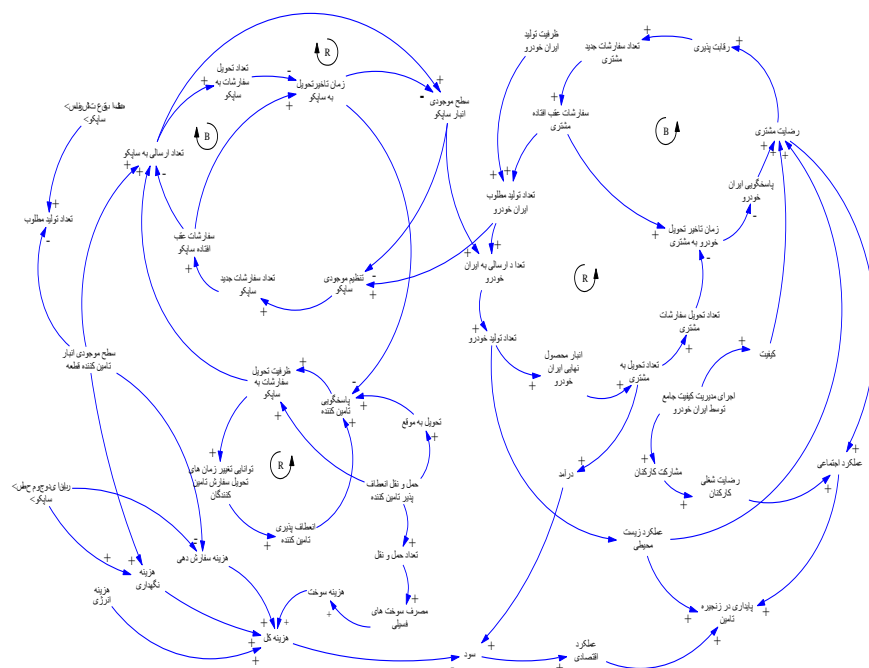 R
ظرفیت تولید
ایران خودرو
تعداد سفارشات جدید
مشتری
رقابت پذیری
تعداد تحویل
سفارشات به
ساپکو
زمان تاخیرتحویل
به ساپکو
سطح موجودی
انبار ساپکو
سفارشات عقب افتاده
مشتری
ساپکو>
B
B
تعداد ارسالی به ساپکو
رضایت مشتری
پاسخگویی ایران
خودرو
تعداد تولید مطلوب
تعداد تولید مطلوب
ایران خودرو
زمان تاخیر تحویل
خودرو به مشتری
سفارشات عقب
افتاده ساپکو
تعدا د ارسالی به ایران
خودرو
تنظیم موجودی
ساپکو
تعداد سفارشات جدید
ساپکو
R
تعداد تحویل سفارشات
مشتری
تعداد تولید خودرو
کیفیت
سطح موجودی انبار
تامین کننده قطعه
انبار محصول
نهایی ایران
خودرو
تعداد تحویل به
مشتری
ظرفیت تحویل
سفارشات به
ساپکو
پاسخگویی
تامین کننده
تحویل به موقع
اجرای مدیریت کیفیت جامع
توسط ایران خودرو
R
توانایی تغییر زمان های
تحویل سفارش تامین
کنندگان
حمل و نقل انعطاف
پذیر تامین کننده
درآمد
مشارکت کارکنان
رضایت شغلی
کارکنان
عملکرد اجتماعی
ساپکو>
انعطاف پذیری
تامین کننده
عملکرد زیست
محیطی
هزینه سفارش دهی
تعداد حمل و نقل
هزینه
نگهداری
هزینه
انرژی
هزینه سوخت
مصرف سوخت های
فسیلی
پایداری در زنجیره
تامین
هزینه کل
سود
عملکرد
اقتصادی